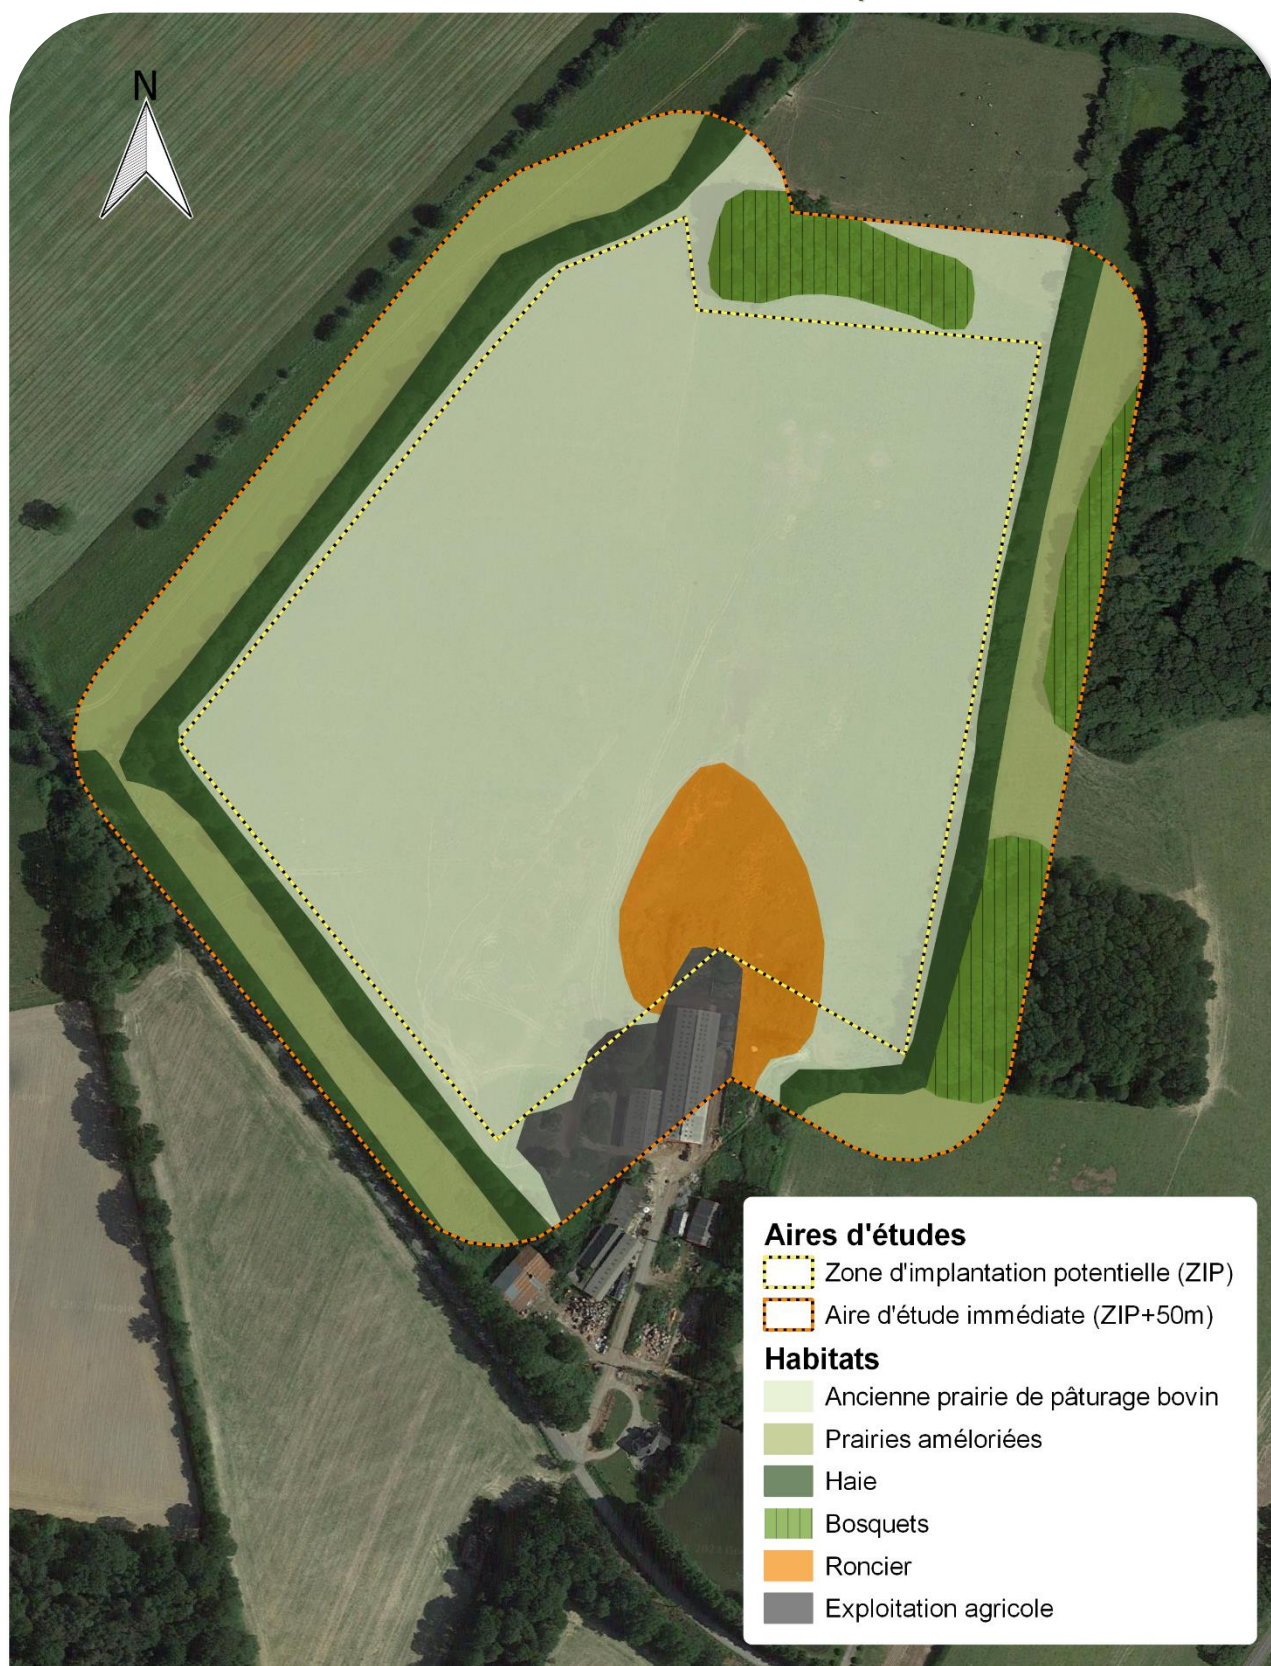 N
Aires d'études
Zone d'implantation potentielle (ZIP)
Aire d'étude immédiate (ZIP+50m)
Habitats
Ancienne prairie de pâturage bovin
Prairies améloriées
Haie
Bosquets
Roncier
Exploitation agricole